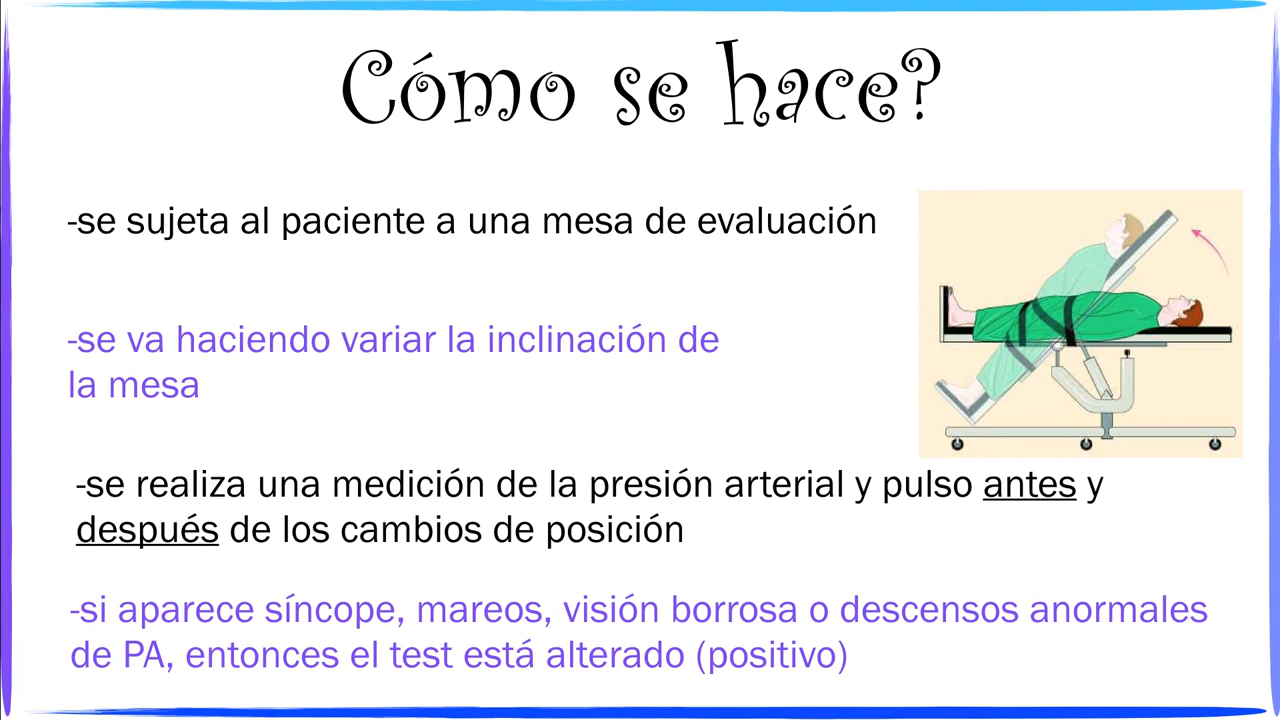 Cómo se hace?
-se sujeta al paciente a una mesa de evaluación
-se va haciendo variar la inclinación de
la mesa
-se realiza una medición de la presión arterial y pulso antes y
después de los cambios de posición
-si aparece síncope, mareos, visión borrosa o descensos anormales
de PA, entonces el test está alterado (positivo)